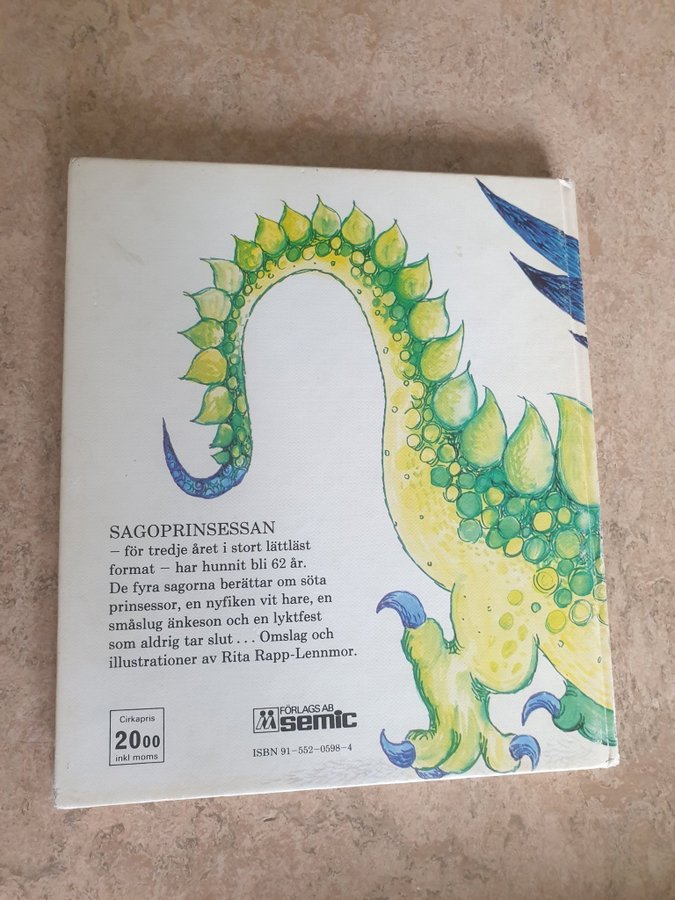 SAGOPRINSESSAN
– för tredje året i stort lättläst
format – har hunnit bli 62 år.
De fyra sagorna berättar om söta
prinsessor, en nyfiken vit hare, en
småslug änkeson och en lyktfest
som aldrig tar slut... Omslag och
illustrationer av Rita Rapp-Lennmor.
Cirkapris
2000
inkl moms
FÖRLAGS AB
semic
ISBN 91-552-0598-4